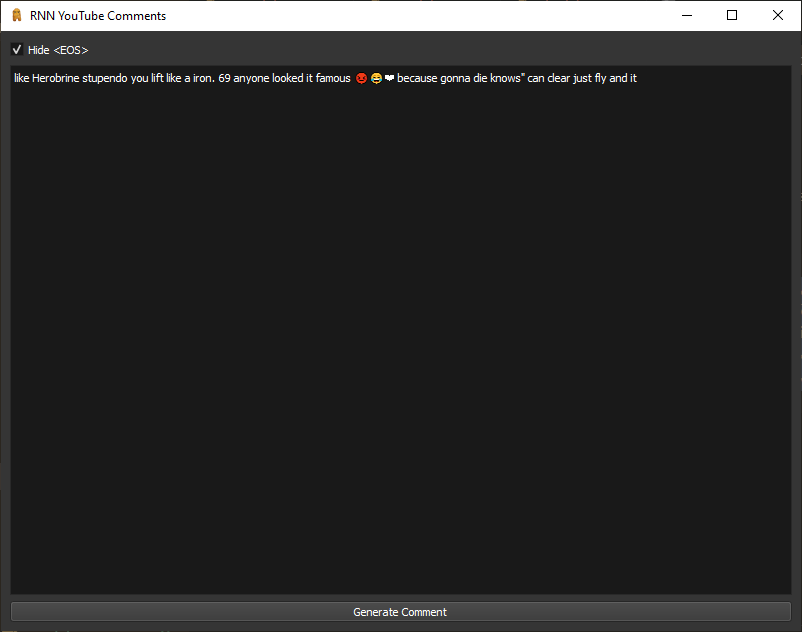 RNN YouTube Comments
Hide <EOS>
like Herobrine stupendo you lift like a iron. 69 anyone looked it famous 😡😂❤ because gonna die knows" can clear just fly and it
Generate Comment